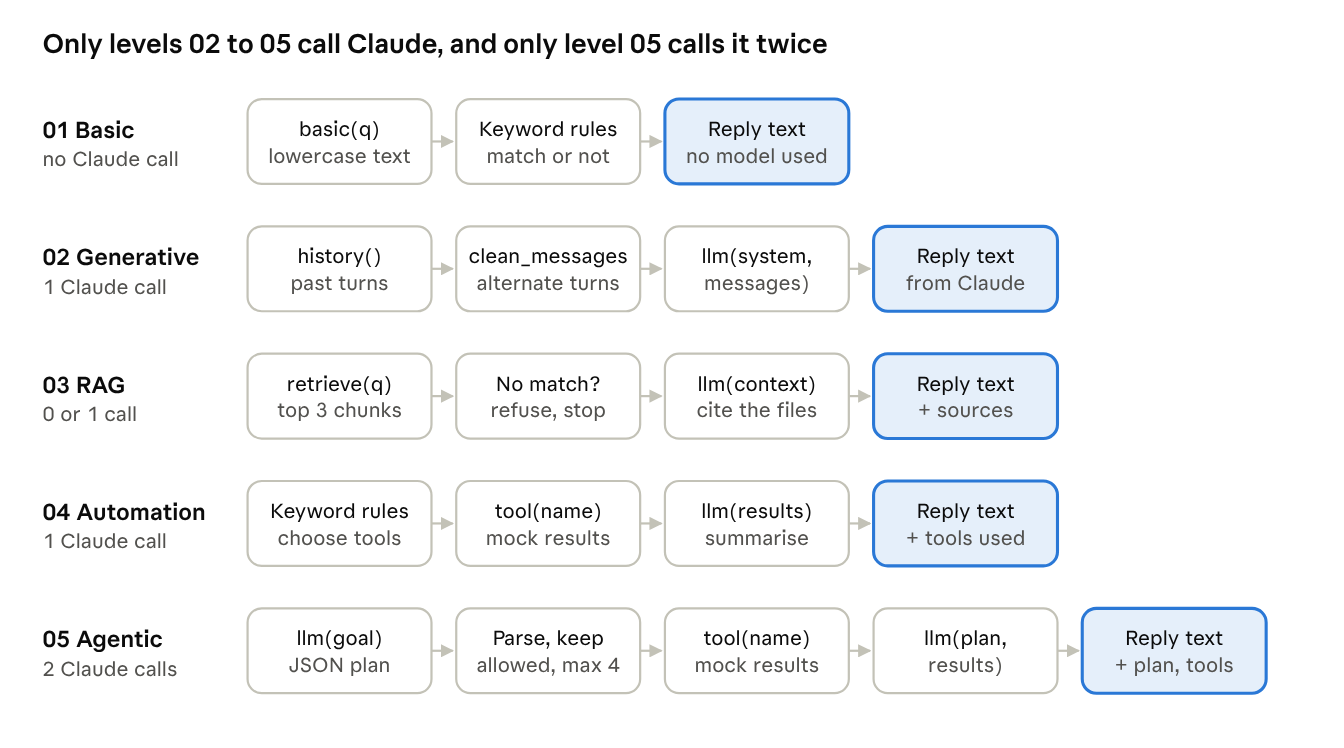 Only levels 02 to 05 call Claude, and only level 05 calls it twice
01 Basic
no Claude call
basic(q)
lowercase text
Keyword rules
match or not
Reply text
no model used
02 Generative
1 Claude call
history()
past turns
clean_messages
alternate turns
llm(system,
messages)
Reply text
from Claude
03 RAG
0 or 1 call
retrieve(q)
top 3 chunks
No match?
refuse, stop
llm(context)
cite the files
Reply text
+ sources
04 Automation
1 Claude call
Keyword rules
choose tools
tool(name)
mock results
llm(results)
summarise
Reply text
+ tools used
05 Agentic
2 Claude calls
llm(goal)
JSON plan
Parse, keep
allowed, max 4
tool(name)
mock results
llm(plan,
results)
Reply text
+ plan, tools